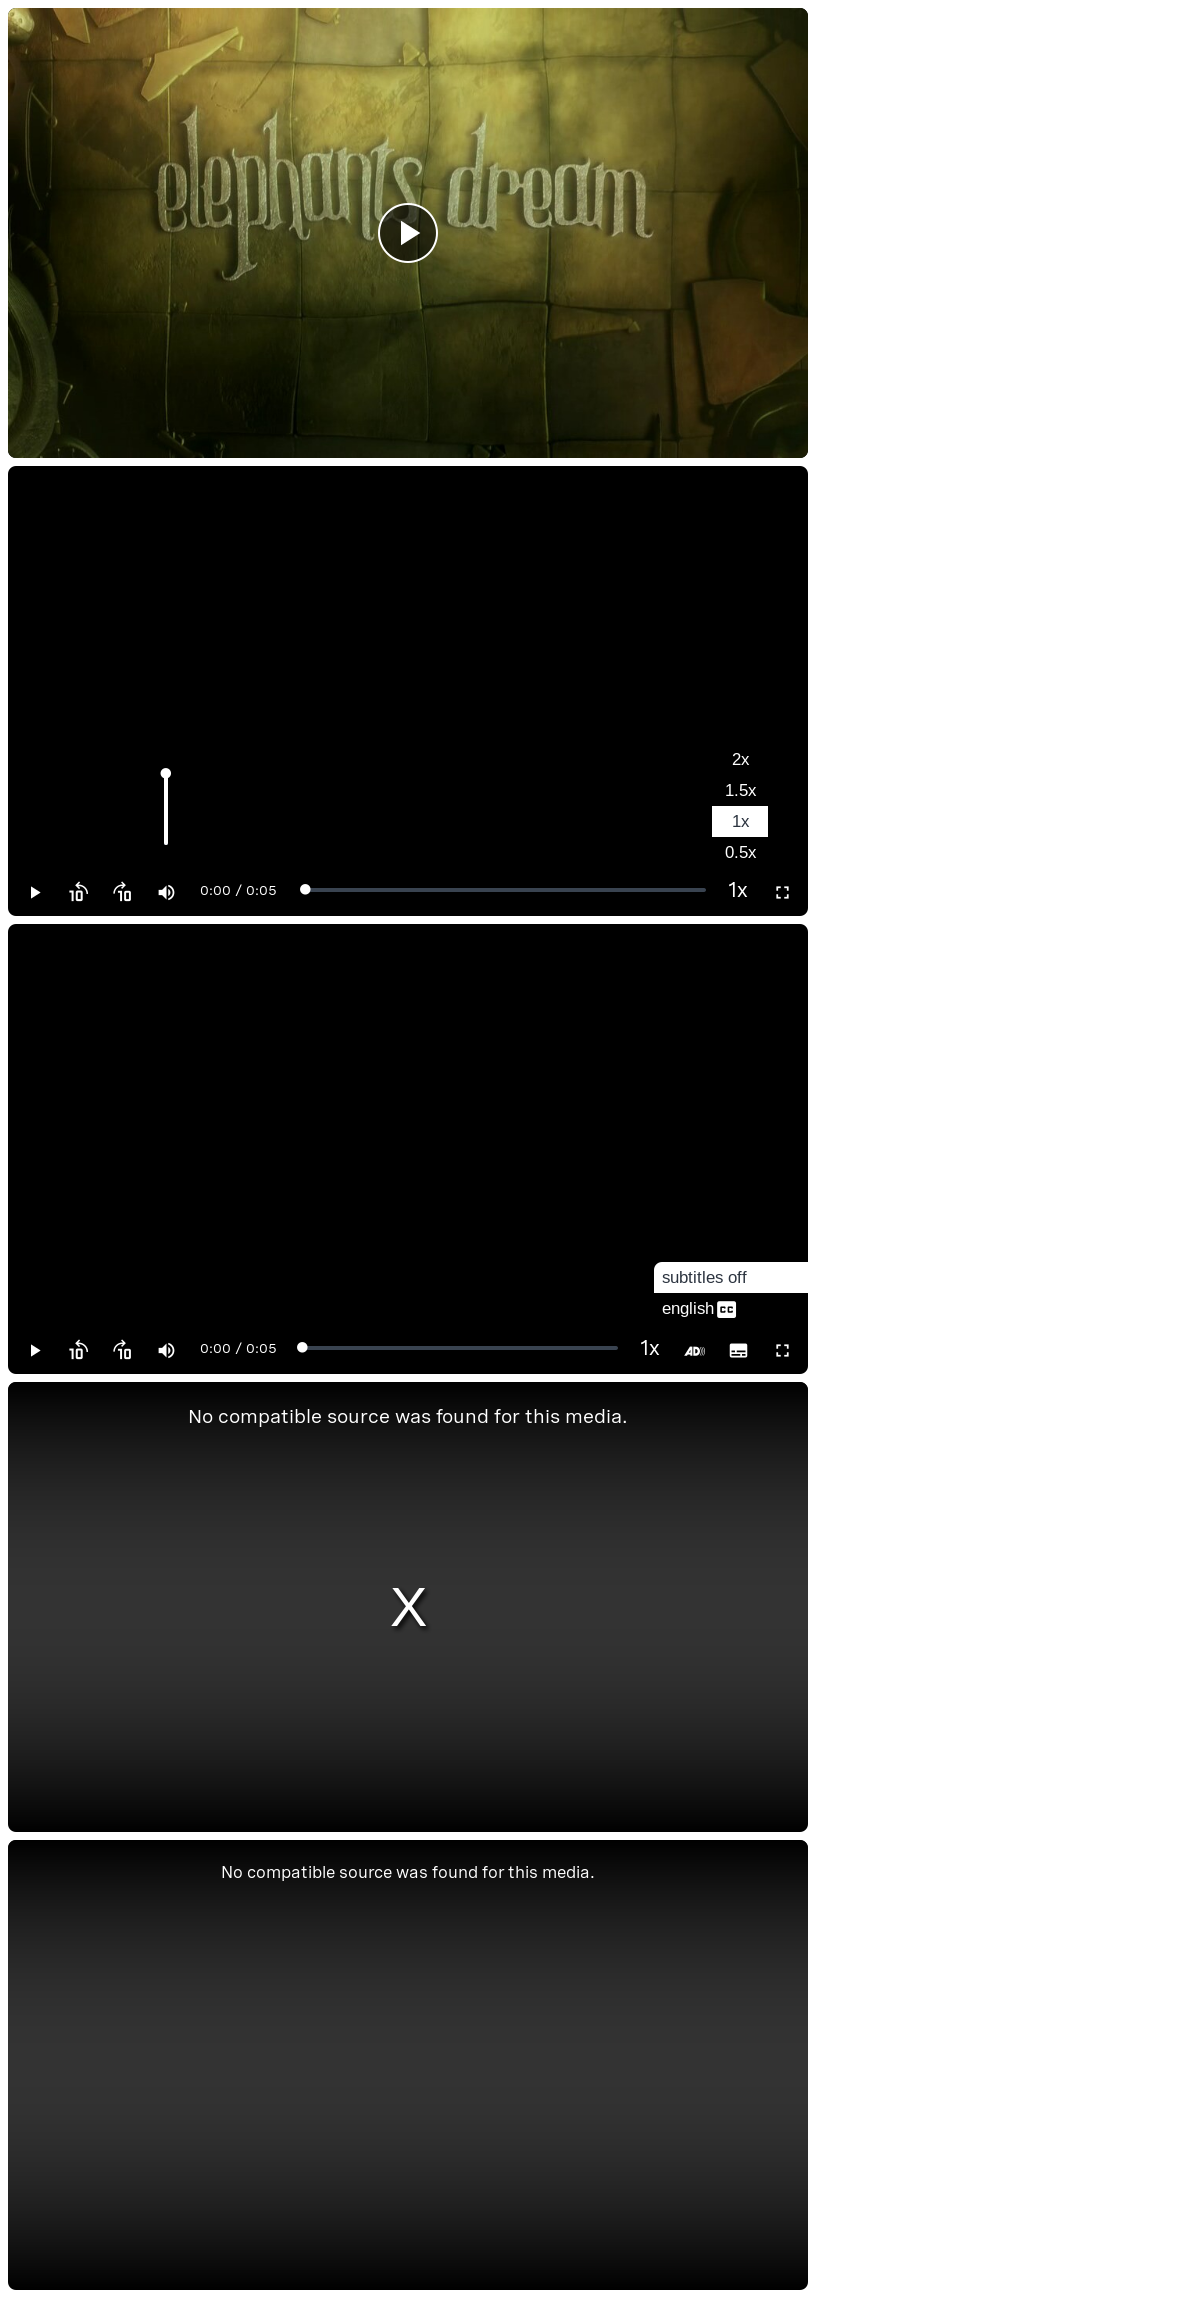 elephants dream
2x
1.5x
1x
0.5x
10 10 0:00 / 0:05 1x
subtitles off
english CC
10 10 0:00 / 0:05 1x AD
No compatible source was found for this media.
X
No compatible source was found for this media.